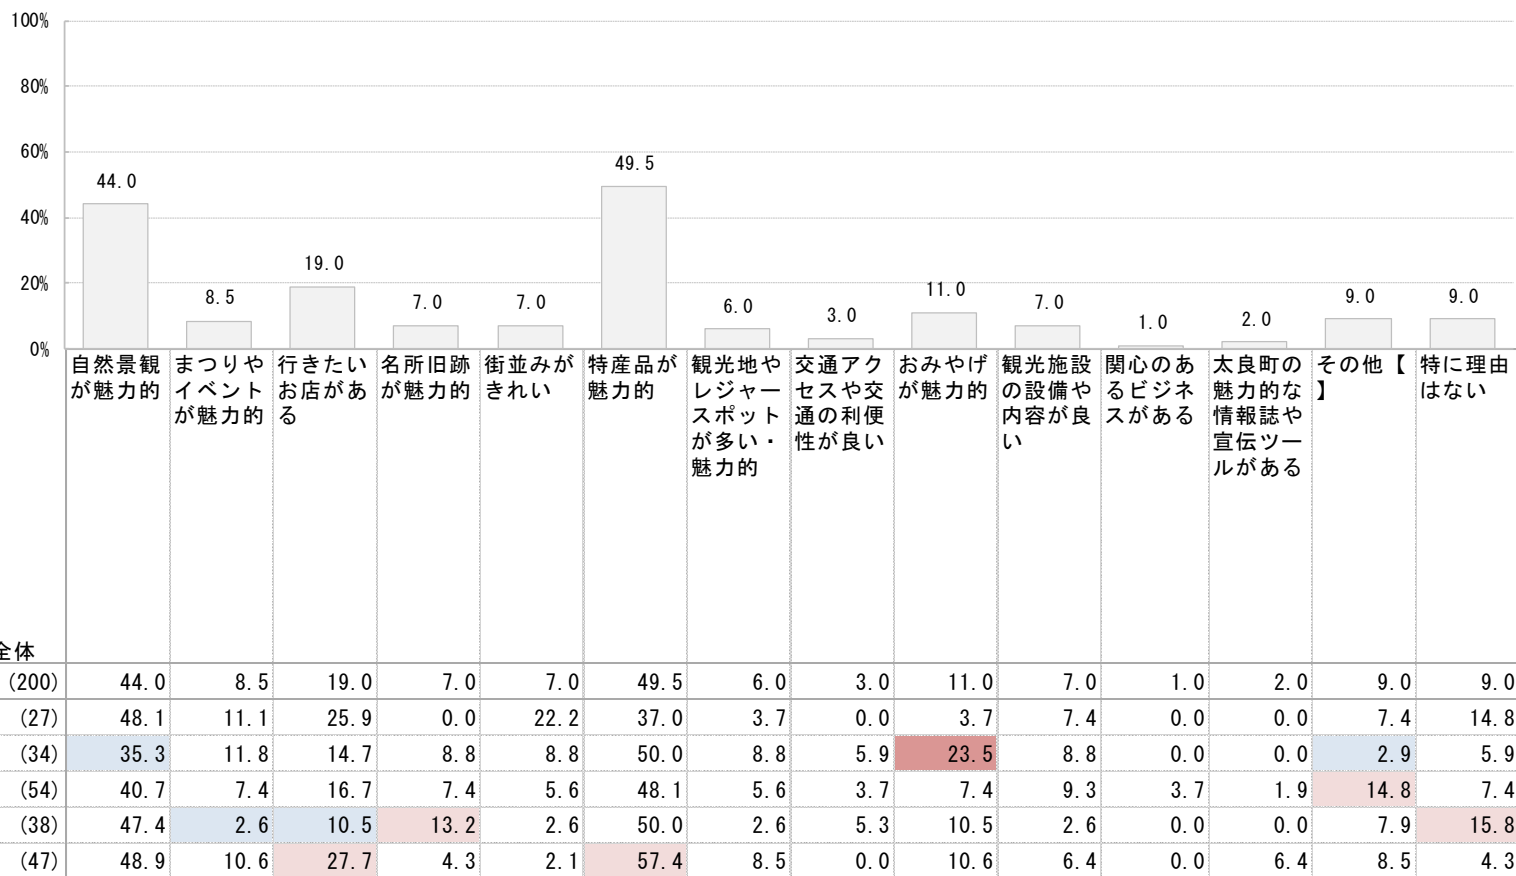 100%
80%
60%
40%
20%
0%
44.0
8.5
19.0
7.0
7.0
49.5
6.0
3.0
11.0
7.0
1.0
2.0
9.0
9.0
自然景観
が魅力的
まつりや
イベント
が魅力的
行きたい
お店があ
る
名所旧跡
が魅力的
街並みが
きれい
特産品が
魅力的
観光地や
レジャー
スポット
が多い・
魅力的
交通アク
セスや交
通の利便
性が良い
おみやげ
が魅力的
観光施設
の設備や
内容が良
い
関心のあ
るビジネ
スがある
太良町の
魅力的な
情報誌や
宣伝ツー
ルがある
その他【
】
特に理由
はない
全体
(200) 44.0 8.5 19.0 7.0 7.0 49.5 6.0 3.0 11.0 7.0 1.0 2.0 9.0 9.0
(27) 48.1 11.1 25.9 0.0 22.2 37.0 3.7 0.0 3.7 7.4 0.0 0.0 7.4 14.8
(34) 35.3 11.8 14.7 8.8 8.8 50.0 8.8 5.9 23.5 8.8 0.0 0.0 2.9 5.9
(54) 40.7 7.4 16.7 7.4 5.6 48.1 5.6 3.7 7.4 9.3 3.7 1.9 14.8 7.4
(38) 47.4 2.6 10.5 13.2 2.6 50.0 2.6 5.3 10.5 2.6 0.0 0.0 7.9 15.8
(47) 48.9 10.6 27.7 4.3 2.1 57.4 8.5 0.0 10.6 6.4 0.0 6.4 8.5 4.3